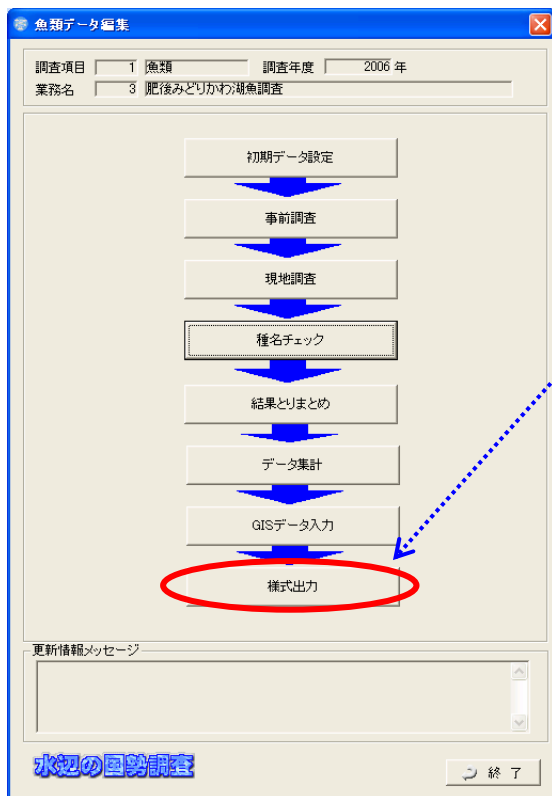 魚類データ編集
調査項目 1 魚類 調査年度 2006 年
業務名 3 肥後みどりかわ湖魚調査
初期データ設定
事前調査
現地調査
種名チェック
結果とりまとめ
データ集計
GISデータ入力
様式出力
更新情報メッセージ
水辺の国勢調査
終 了